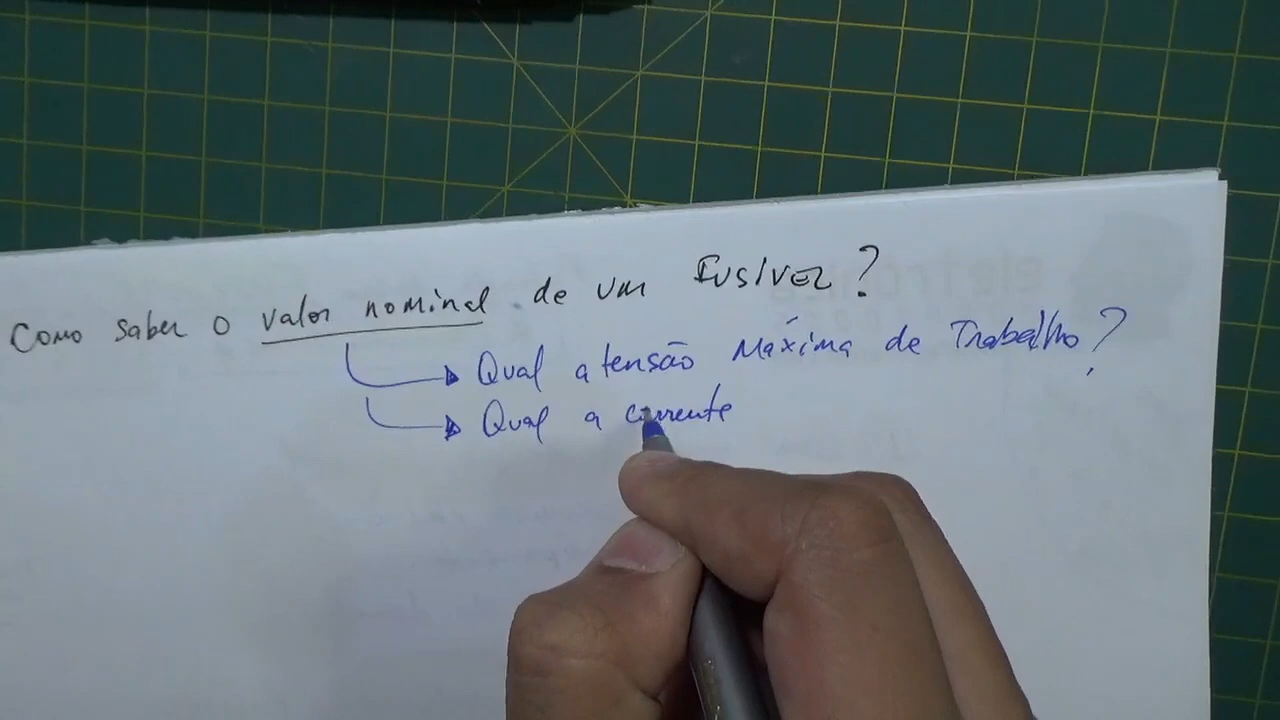 Como saber o valor nominal de um FUSÍVEL?
Qual a tensão Máxima de Trabalho?
Qual a corrente